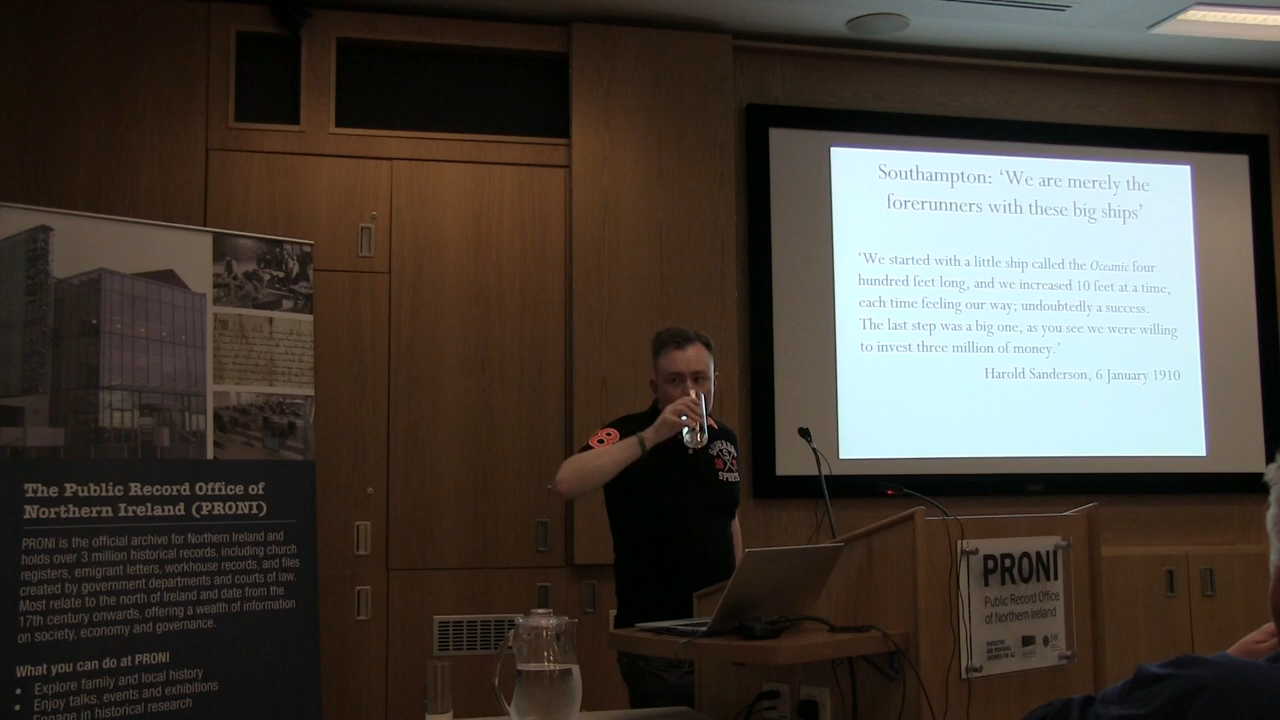 The Public Record Office of
Northern Ireland (PRONI)
PRONI is the official archive for Northern Ireland and
holds over 3 million historical records, including church
registers, emigrant letters, workhouse records, and files
created by government departments and courts of law.
Most relate to the north of Ireland and date from the
17th century onwards, offering a wealth of information
on society, economy and governance.
What you can do at PRONI
• Explore family and local history
• Enjoy talks, events and exhibitions
• Engage in historical research
Southampton: ‘We are merely the
forerunners with these big ships’
‘We started with a little ship called the Oceanic four
hundred feet long, and we increased 10 feet at a time,
each time feeling our way; undoubtedly a success.
The last step was a big one, as you see we were willing
to invest three million of money.’
Harold Sanderson, 6 January 1910
PRONI
Public Record Office
of Northern Ireland